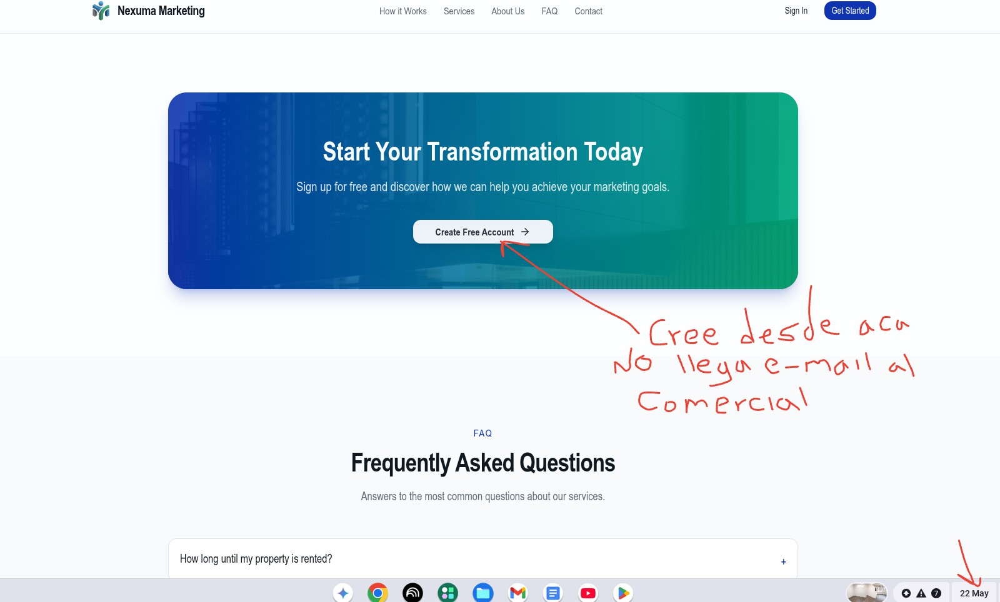 Nexuma Marketing How it Works Services About Us FAQ Contact Sign In Get Started
Start Your Transformation Today
Sign up for free and discover how we can help you achieve your marketing goals.
Create Free Account →
Cree desde aca
No llega e-mail al
Comercial
FAQ
Frequently Asked Questions
Answers to the most common questions about our services.
How long until my property is rented? +
7 22 May